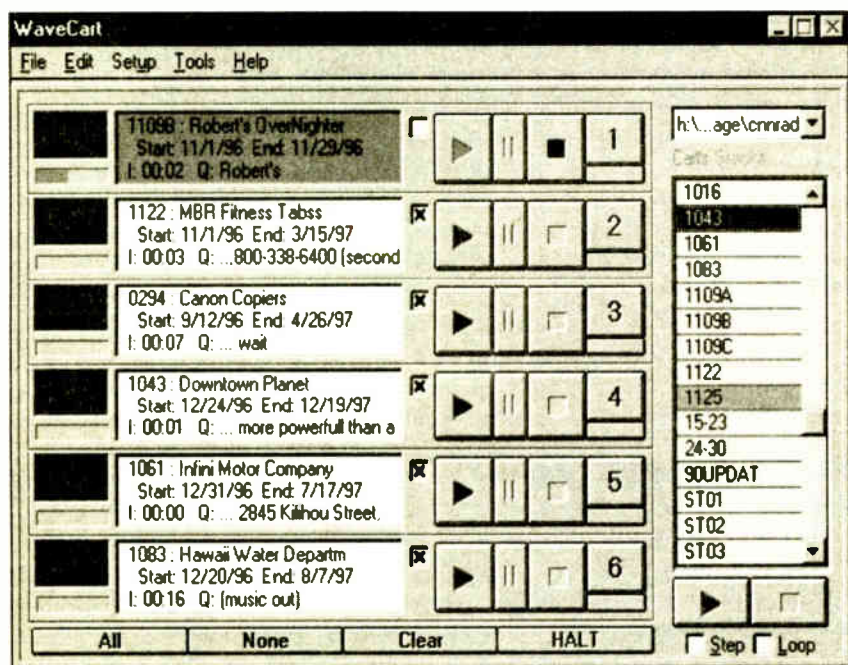 WaveCart
File Edit Setup Tools Help
1109B : Robert's OverNighter
Start: 11/1/96 End: 11/29/96
I: 00:02 Q: Robert's
1
1122 : MBR Fitness Tabss
Start: 11/1/96 End: 3/15/97
I: 00:03 Q: ...800-338-6400 (second
2
0294 : Canon Copiers
Start: 9/12/96 End: 4/26/97
I: 00:07 Q: ... wait
3
1043 : Downtown Planet
Start: 12/24/96 End: 12/19/97
I: 00:01 Q: ... more powerfull than a
4
1061 : Infini Motor Company
Start: 12/31/96 End: 7/17/97
I: 00:00 Q: ... 2845 Kilihou Street,
5
1083 : Hawaii Water Departm
Start: 12/20/96 End: 8/7/97
I: 00:16 Q: (music out)
6
All None Clear HALT
h:\...age\cnnrad
Carts
1016
1043
1061
1083
1109A
1109B
1109C
1122
1125
15-23
24-30
90UPDAT
ST01
ST02
ST03
Step Loop